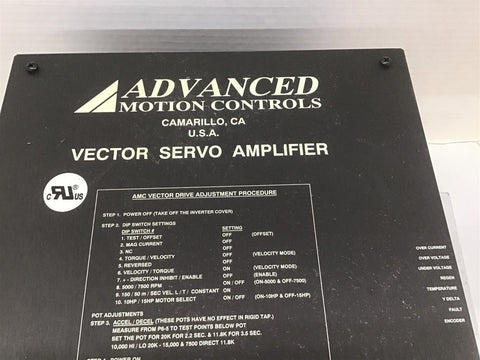 ADVANCED
MOTION CONTROLS
CAMARILLO, CA
U.S.A.
VECTOR SERVO AMPLIFIER
C RU US
AMC VECTOR DRIVE ADJUSTMENT PROCEDURE
STEP 1. POWER OFF (TAKE OFF THE INVERTER COVER)
STEP 2. DIP SWITCH SETTINGS
DIP SWITCH # SETTING
1. TEST / OFFSET OFF (OFFSET)
2. MAG CURRENT OFF
3. NC OFF
4. TORQUE / VELOCITY OFF (VELOCITY MODE)
5. REVERSED OFF
6. VELOCITY / TORQUE ON (VELOCITY MODE)
7. + - DIRECTION INHIBIT / ENABLE OFF (ENABLE)
8. 5000 / 7500 RPM ON / OFF (ON-5000 & OFF-7500)
9. 150 / 50 m / SEC VEL. L / T / CONSTANT ON
10. 10HP / 15HP MOTOR SELECT ON / OFF (ON-10HP & OFF-15HP)
POT ADJUSTMENTS
STEP 3. ACCEL / DECEL (THESE POTS HAVE NO EFFECT IN RIGID TAP.)
MEASURE FROM P6-6 TO TEST POINTS BELOW POT
SET THE POT FOR 20K FOR 2.2 SEC, & 11.8K FOR 3.5 SEC.
10,000 HI / LO 20K - 15,000 & 7500 DIRECT 11.8K
STEP 4. POWER ON
OVER CURRENT
OVER VOLTAGE
UNDER VOLTAGE
REGEN
TEMPERATURE
Y DELTA
FAULT
ENCODER